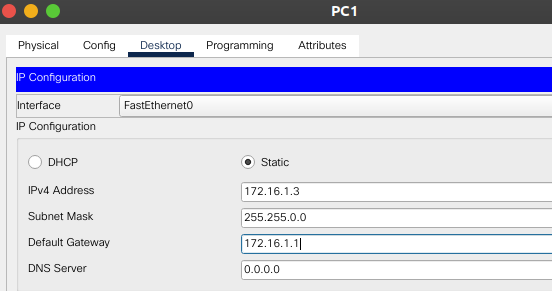 PC1
Physical Config Desktop Programming Attributes
IP Configuration
Interface FastEthernet0
IP Configuration
DHCP Static
IPv4 Address 172.16.1.3
Subnet Mask 255.255.0.0
Default Gateway 172.16.1.1
DNS Server 0.0.0.0